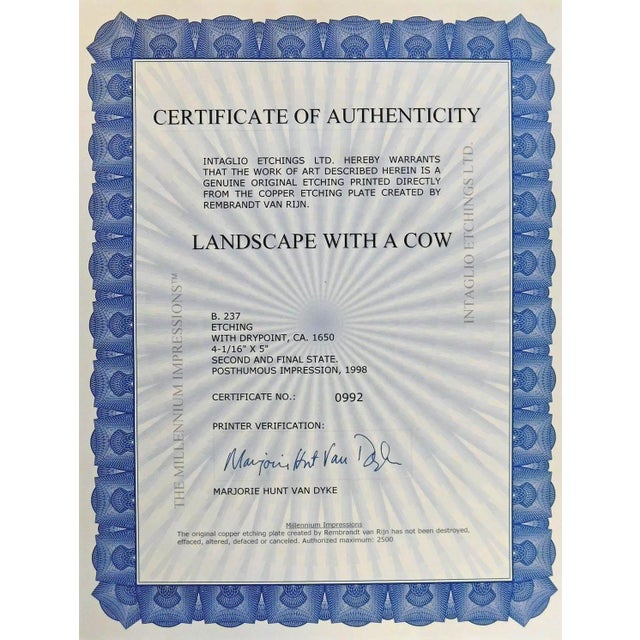 CERTIFICATE OF AUTHENTICITY
INTAGLIO ETCHINGS LTD. HEREBY WARRANTS
THAT THE WORK OF ART DESCRIBED HEREIN IS A
GENUINE ORIGINAL ETCHING PRINTED DIRECTLY
FROM THE COPPER ETCHING PLATE CREATED BY
REMBRANDT VAN RIJN.
LANDSCAPE WITH A COW
B. 237
ETCHING
WITH DRYPOINT, CA. 1650
4-1/16" X 5"
SECOND AND FINAL STATE.
POSTHUMOUS IMPRESSION, 1998
CERTIFICATE NO.: 0992
PRINTER VERIFICATION:
Marjorie Hunt Van Dyke
MARJORIE HUNT VAN DYKE
Millennium Impressions
The original copper etching plate created by Rembrandt van Rijn has not been destroyed,
effaced, altered, defaced or canceled. Authorized maximum: 2500
THE MILLENNIUM IMPRESSIONS™
INTAGLIO ETCHINGS LTD.